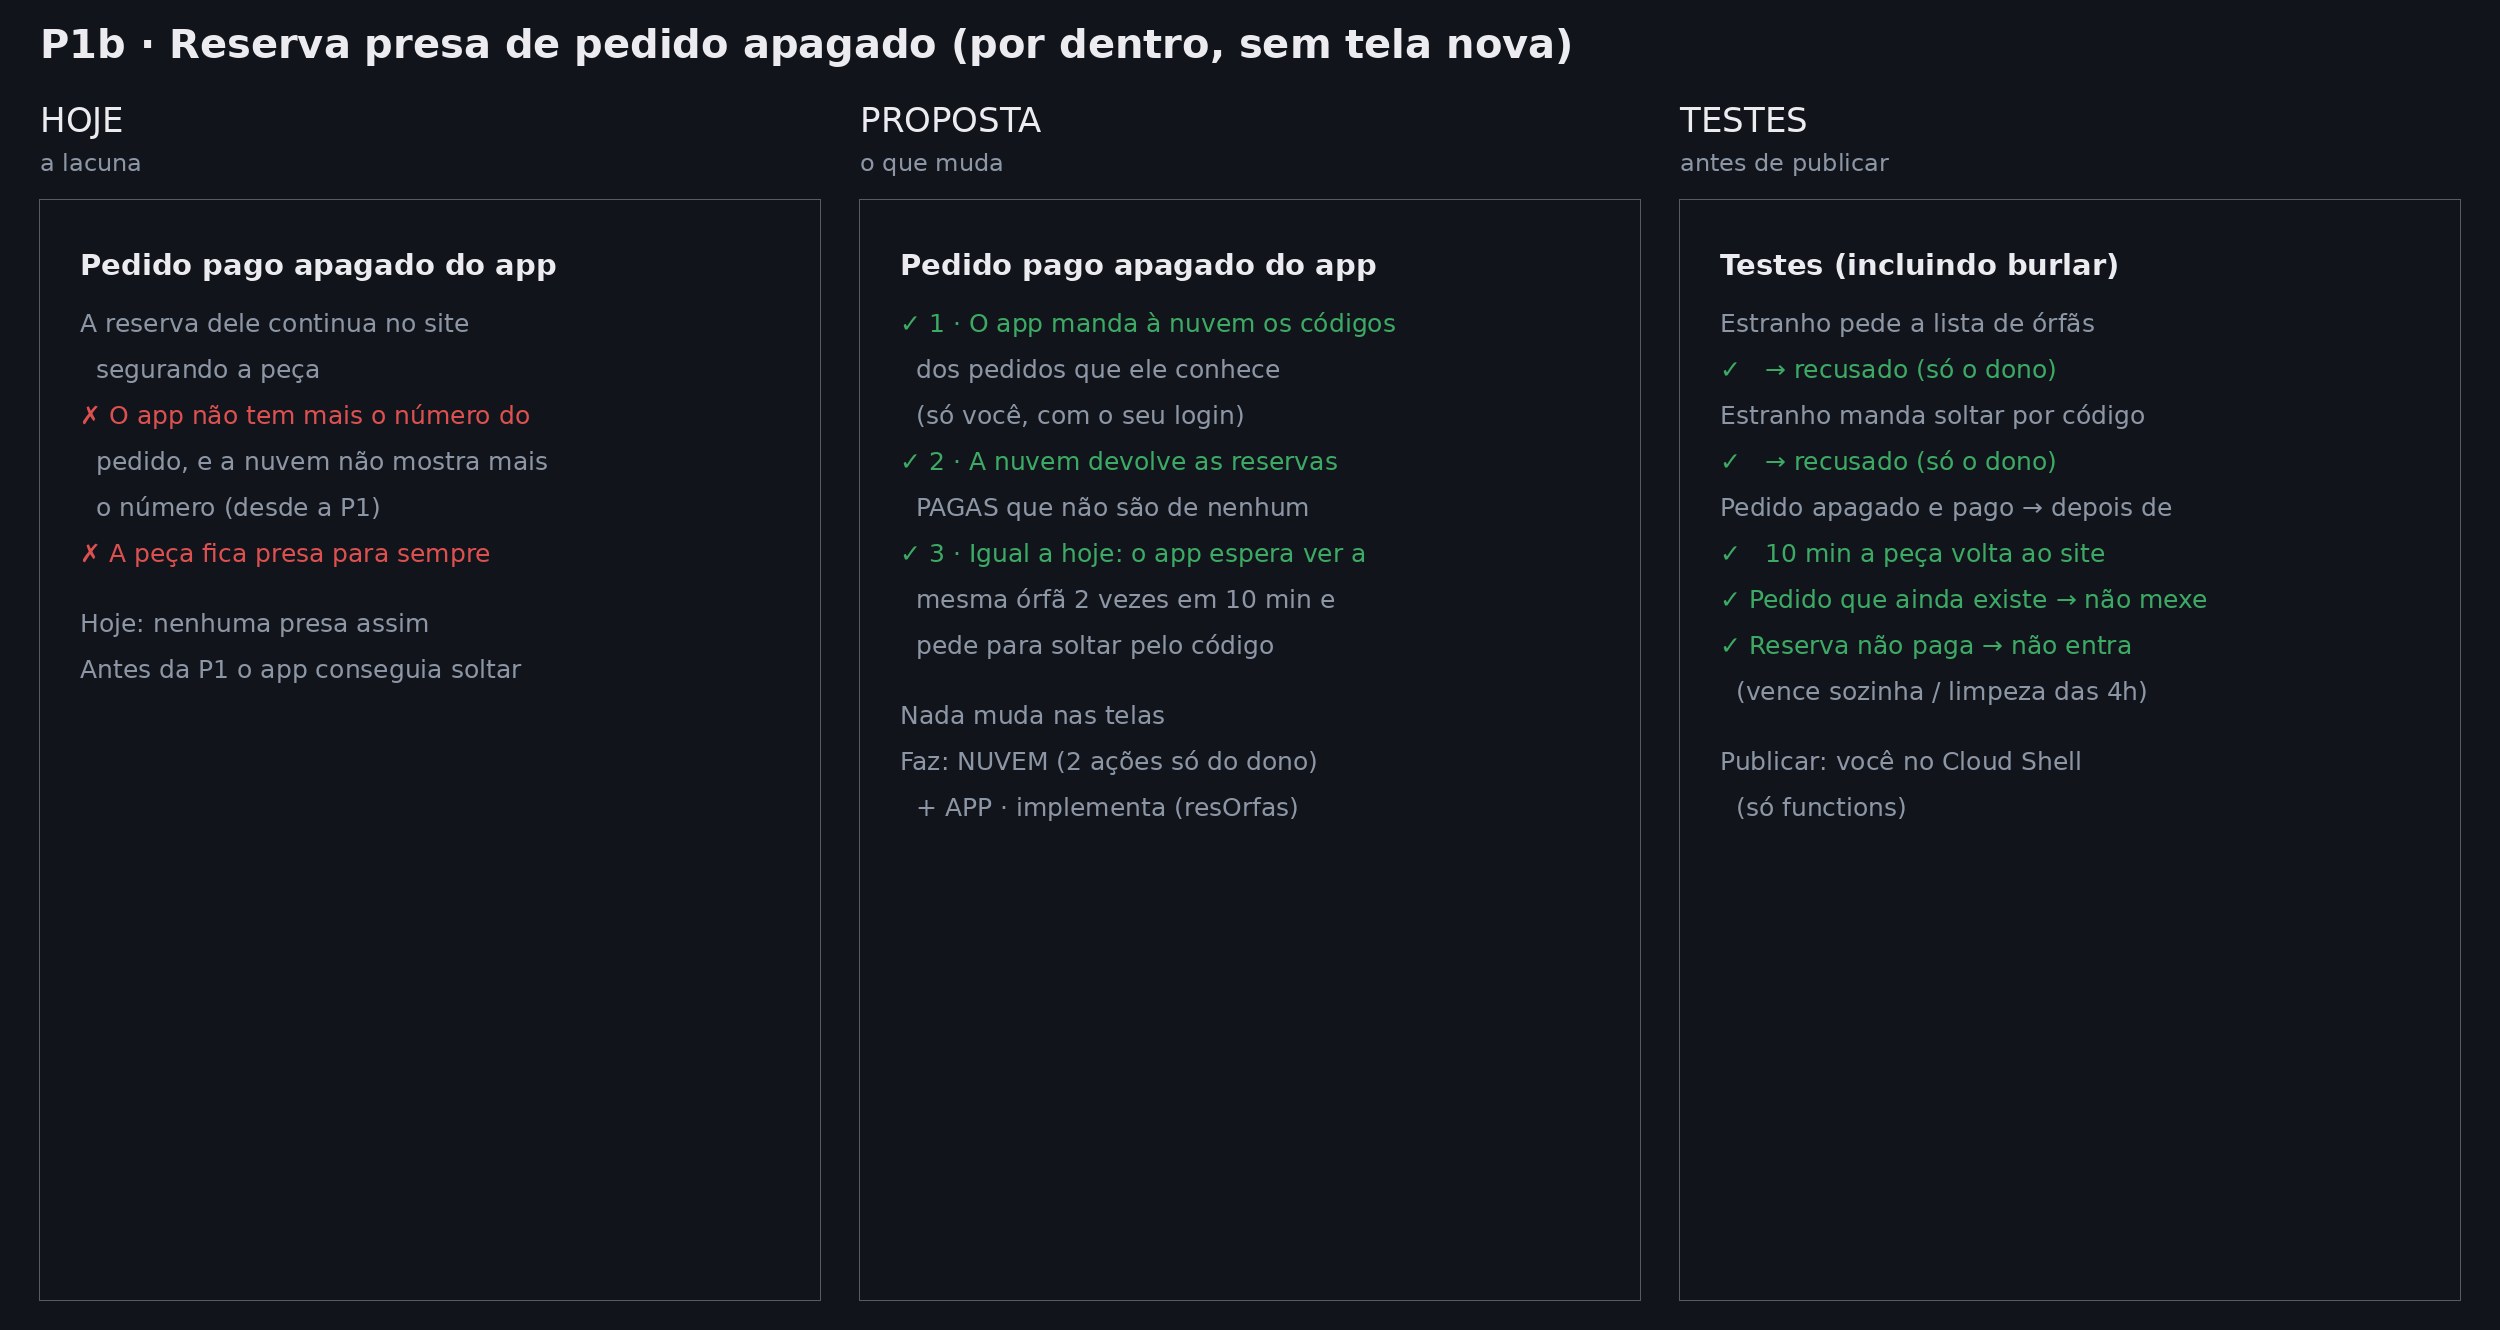 P1b · Reserva presa de pedido apagado (por dentro, sem tela nova)
HOJE
a lacuna
Pedido pago apagado do app
A reserva dele continua no site
segurando a peça
✗ O app não tem mais o número do
pedido, e a nuvem não mostra mais
o número (desde a P1)
✗ A peça fica presa para sempre
Hoje: nenhuma presa assim
Antes da P1 o app conseguia soltar
PROPOSTA
o que muda
Pedido pago apagado do app
✓ 1 · O app manda à nuvem os códigos
dos pedidos que ele conhece
(só você, com o seu login)
✓ 2 · A nuvem devolve as reservas
PAGAS que não são de nenhum
✓ 3 · Igual a hoje: o app espera ver a
mesma órfã 2 vezes em 10 min e
pede para soltar pelo código
Nada muda nas telas
Faz: NUVEM (2 ações só do dono)
+ APP · implementa (resOrfas)
TESTES
antes de publicar
Testes (incluindo burlar)
Estranho pede a lista de órfãs
✓ → recusado (só o dono)
Estranho manda soltar por código
✓ → recusado (só o dono)
Pedido apagado e pago → depois de
✓ 10 min a peça volta ao site
✓ Pedido que ainda existe → não mexe
✓ Reserva não paga → não entra
(vence sozinha / limpeza das 4h)
Publicar: você no Cloud Shell
(só functions)